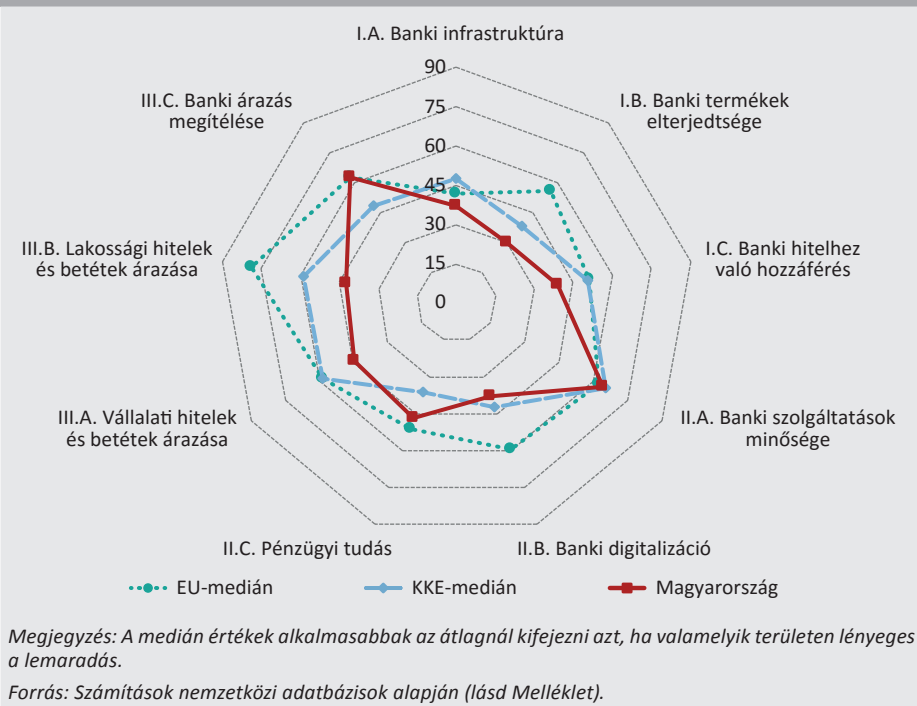 I.A. Banki infrastruktúra
90
75
60
45
30
15
0
I.B. Banki termékek
elterjedtsége
I.C. Banki hitelhez
való hozzáférés
II.A. Banki szolgáltatások
minősége
II.B. Banki digitalizáció
II.C. Pénzügyi tudás
III.A. Vállalati hitelek
és betétek árazása
III.B. Lakossági hitelek
és betétek árazása
III.C. Banki árazás
megítélése
EU-medián
KKE-medián
Magyarország
Megjegyzés: A medián értékek alkalmasabbak az átlagnál kifejezni azt, ha valamelyik területen lényeges
a lemaradás.
Forrás: Számítások nemzetközi adatbázisok alapján (lásd Melléklet).